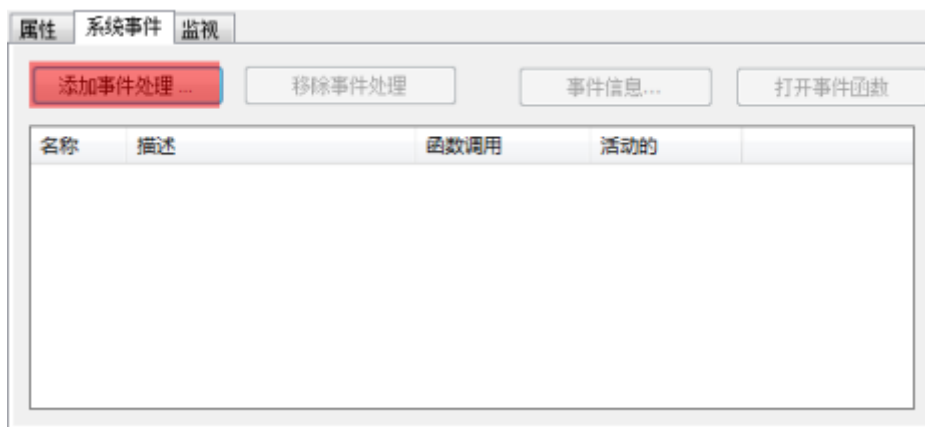 属性 系统事件 监视
添加事件处理 ... 移除事件处理 事件信息... 打开事件函数
名称 描述 函数调用 活动的